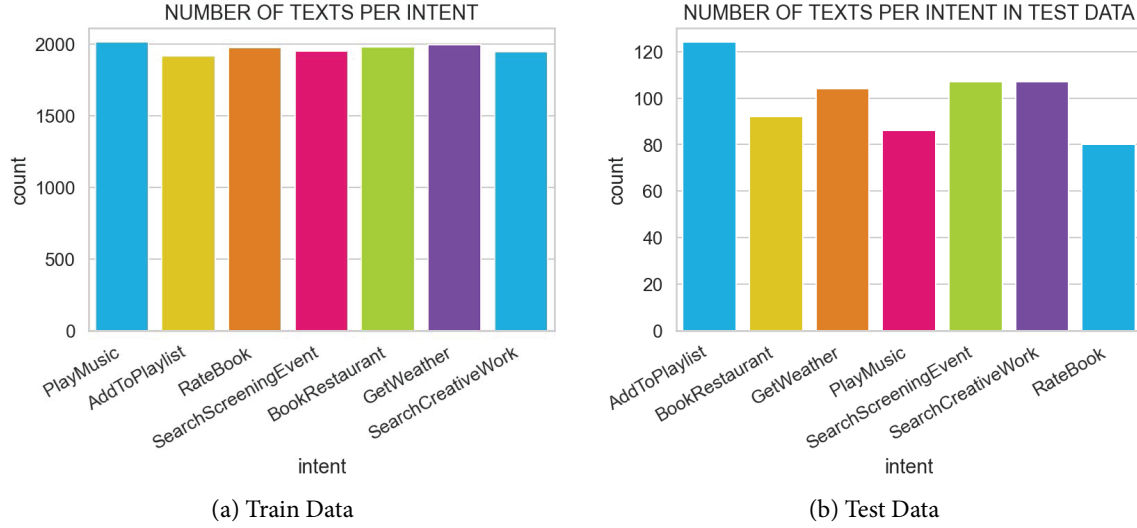 NUMBER OF TEXTS PER INTENT
2000
1500
1000
500
0
count
PlayMusic
AddToPlaylist
RateBook
SearchScreeningEvent
BookRestaurant
GetWeather
SearchCreativeWork
intent
(a) Train Data
NUMBER OF TEXTS PER INTENT IN TEST DATA
120
100
80
60
40
20
0
count
AddToPlaylist
BookRestaurant
GetWeather
PlayMusic
SearchScreeningEvent
SearchCreativeWork
RateBook
intent
(b) Test Data